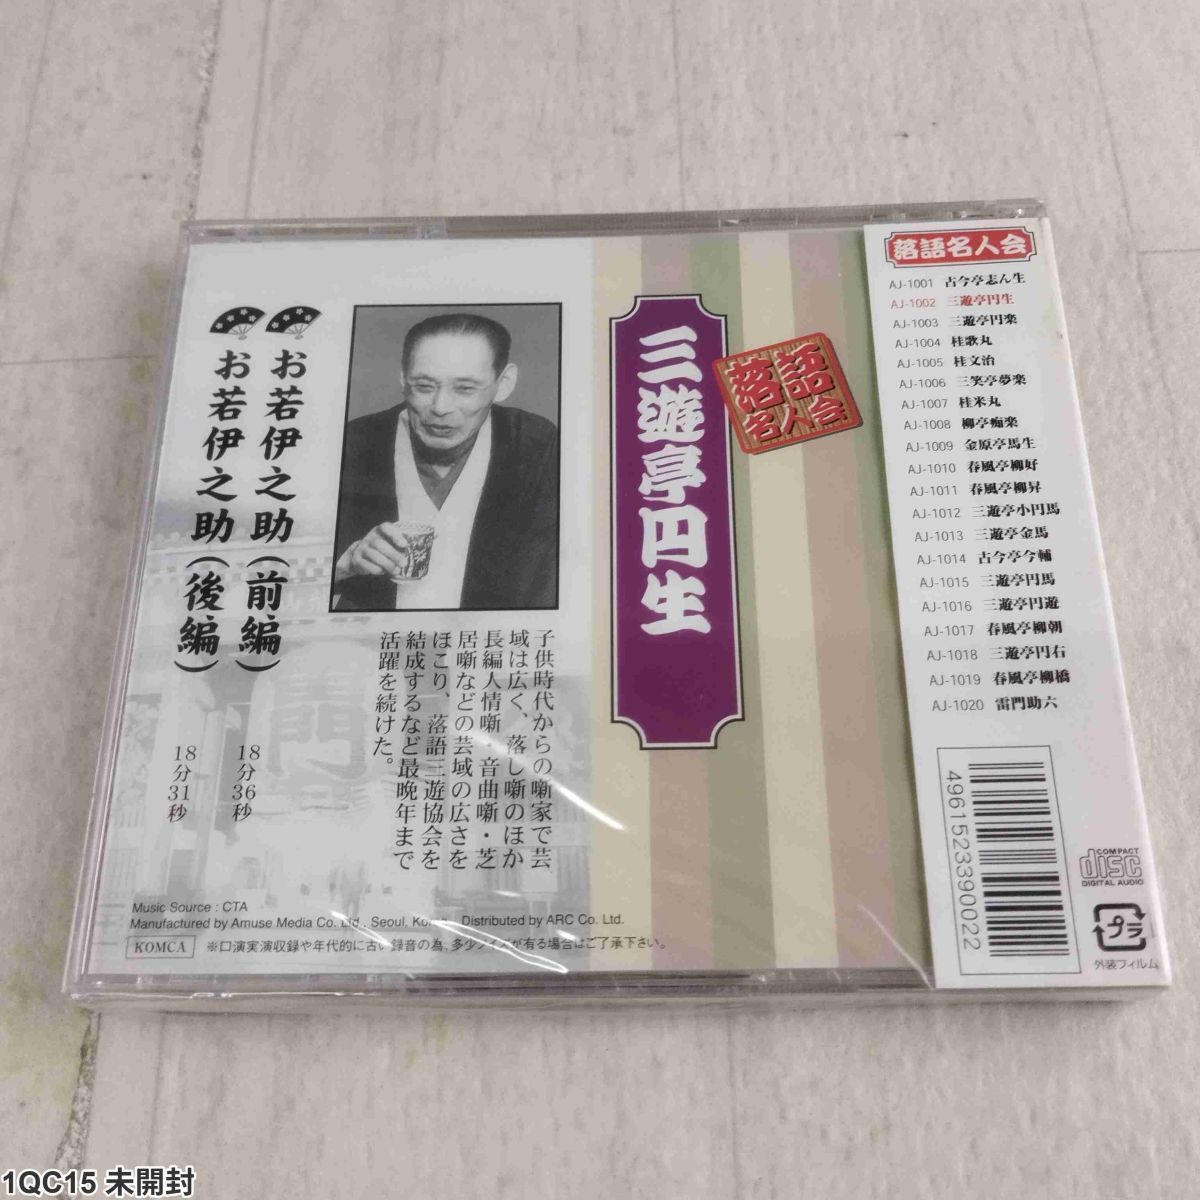 落語名人会
AJ-1001 古今亭志ん生
AJ-1002 三遊亭円生
AJ-1003 三遊亭円楽
AJ-1004 桂歌丸
AJ-1005 桂文治
AJ-1006 三笑亭夢楽
AJ-1007 桂米丸
AJ-1008 柳亭痴楽
AJ-1009 金原亭馬生
AJ-1010 春風亭柳好
AJ-1011 春風亭柳昇
AJ-1012 三遊亭小円馬
AJ-1013 三遊亭金馬
AJ-1014 古今亭今輔
AJ-1015 三遊亭円馬
AJ-1016 三遊亭円遊
AJ-1017 春風亭柳朝
AJ-1018 三遊亭円右
AJ-1019 春風亭柳橋
AJ-1020 雷門助六
4961523390022
COMPACT
disc
DIGITAL AUDIO
プラ
外装フィルム
落語
名人会
三遊亭円生
子供時代からの噺家で芸
域は広く、落し噺のほか
長編人情噺・音曲噺・芝
居噺などの芸域の広さを
ほこり、落語三遊協会を
結成するなど最晩年まで
活躍を続けた。
お若伊之助(前編) 18分36秒
お若伊之助(後編) 18分31秒
Music Source : CTA
Manufactured by Amuse Media Co. Ltd., Seoul, Korea Distributed by ARC Co. Ltd.
KOMCA ※口演実演収録や年代的に古い録音の為、多少ノイズが有る場合はご了承下さい。
1QC15 未開封